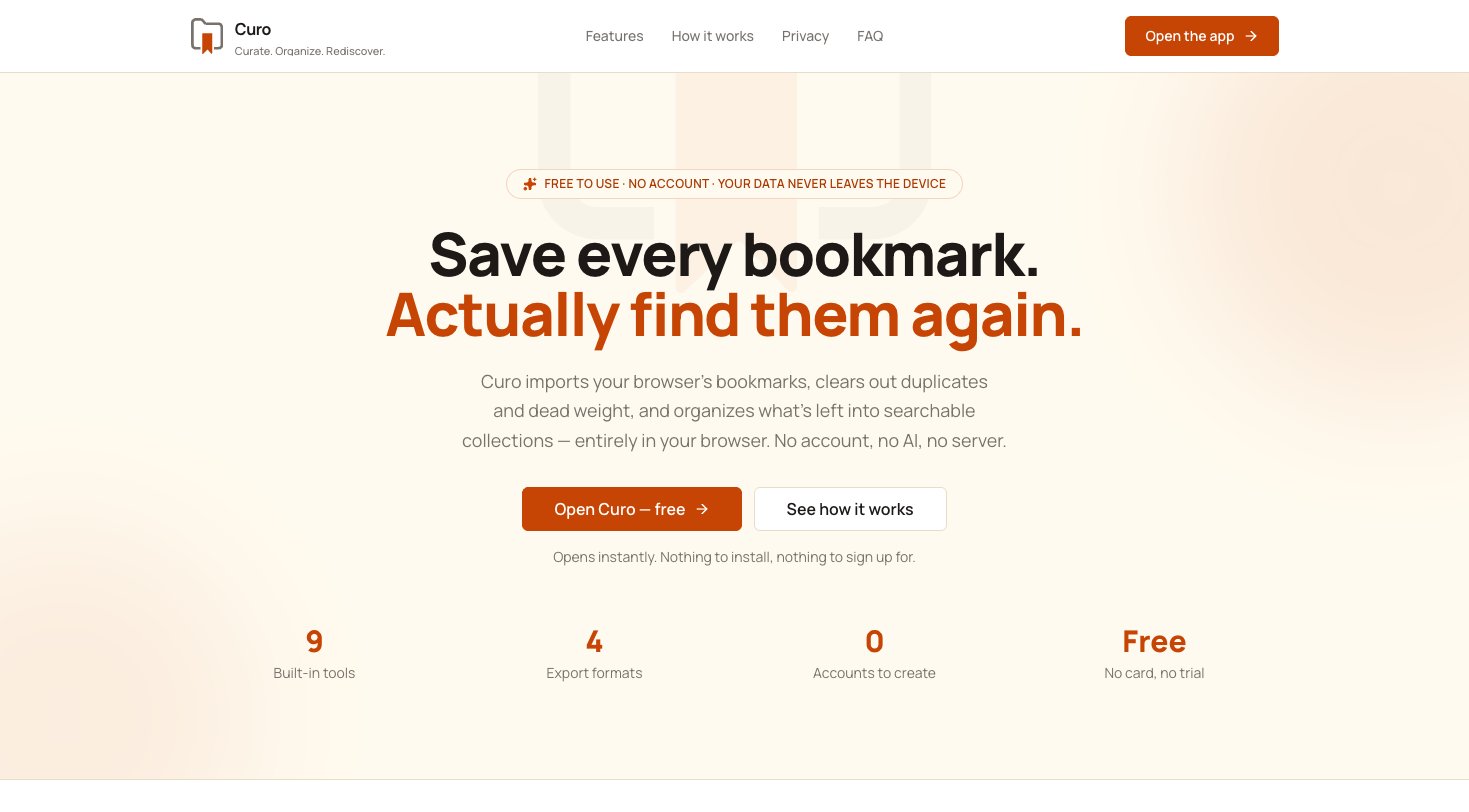 Curo
Curate. Organize. Rediscover.
Features
How it works
Privacy
FAQ
Open the app
FREE TO USE · NO ACCOUNT · YOUR DATA NEVER LEAVES THE DEVICE
Save every bookmark.
Actually find them again.
Curo imports your browser’s bookmarks, clears out duplicates
and dead weight, and organizes what’s left into searchable
collections — entirely in your browser. No account, no AI, no server.
Open Curo — free
See how it works
Opens instantly. Nothing to install, nothing to sign up for.
9
Built-in tools
4
Export formats
0
Accounts to create
Free
No card, no trial